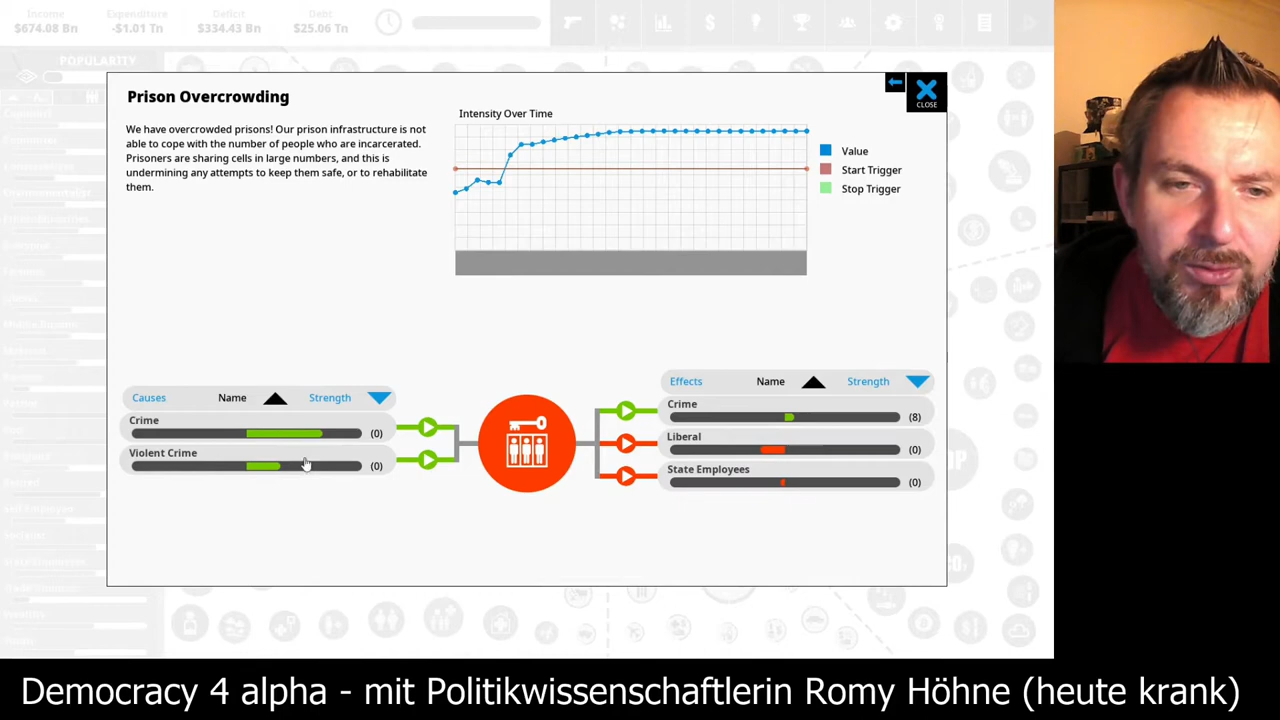 Income
Expenditure
Deficit
Debt
$674.08 Bn
-$1.01 Tn
$334.43 Bn
$25.06 Tn
POPULARITY
Prison Overcrowding
CLOSE
We have overcrowded prisons! Our prison infrastructure is not
able to cope with the number of people who are incarcerated.
Prisoners are sharing cells in large numbers, and this is
undermining any attempts to keep them safe, or to rehabilitate
them.
Intensity Over Time
Value
Start Trigger
Stop Trigger
Causes Name Strength
Crime
(0)
Violent Crime
(0)
Effects Name Strength
Crime
(8)
Liberal
(0)
State Employees
(0)
Democracy 4 alpha - mit Politikwissenschaftlerin Romy Höhne (heute krank)